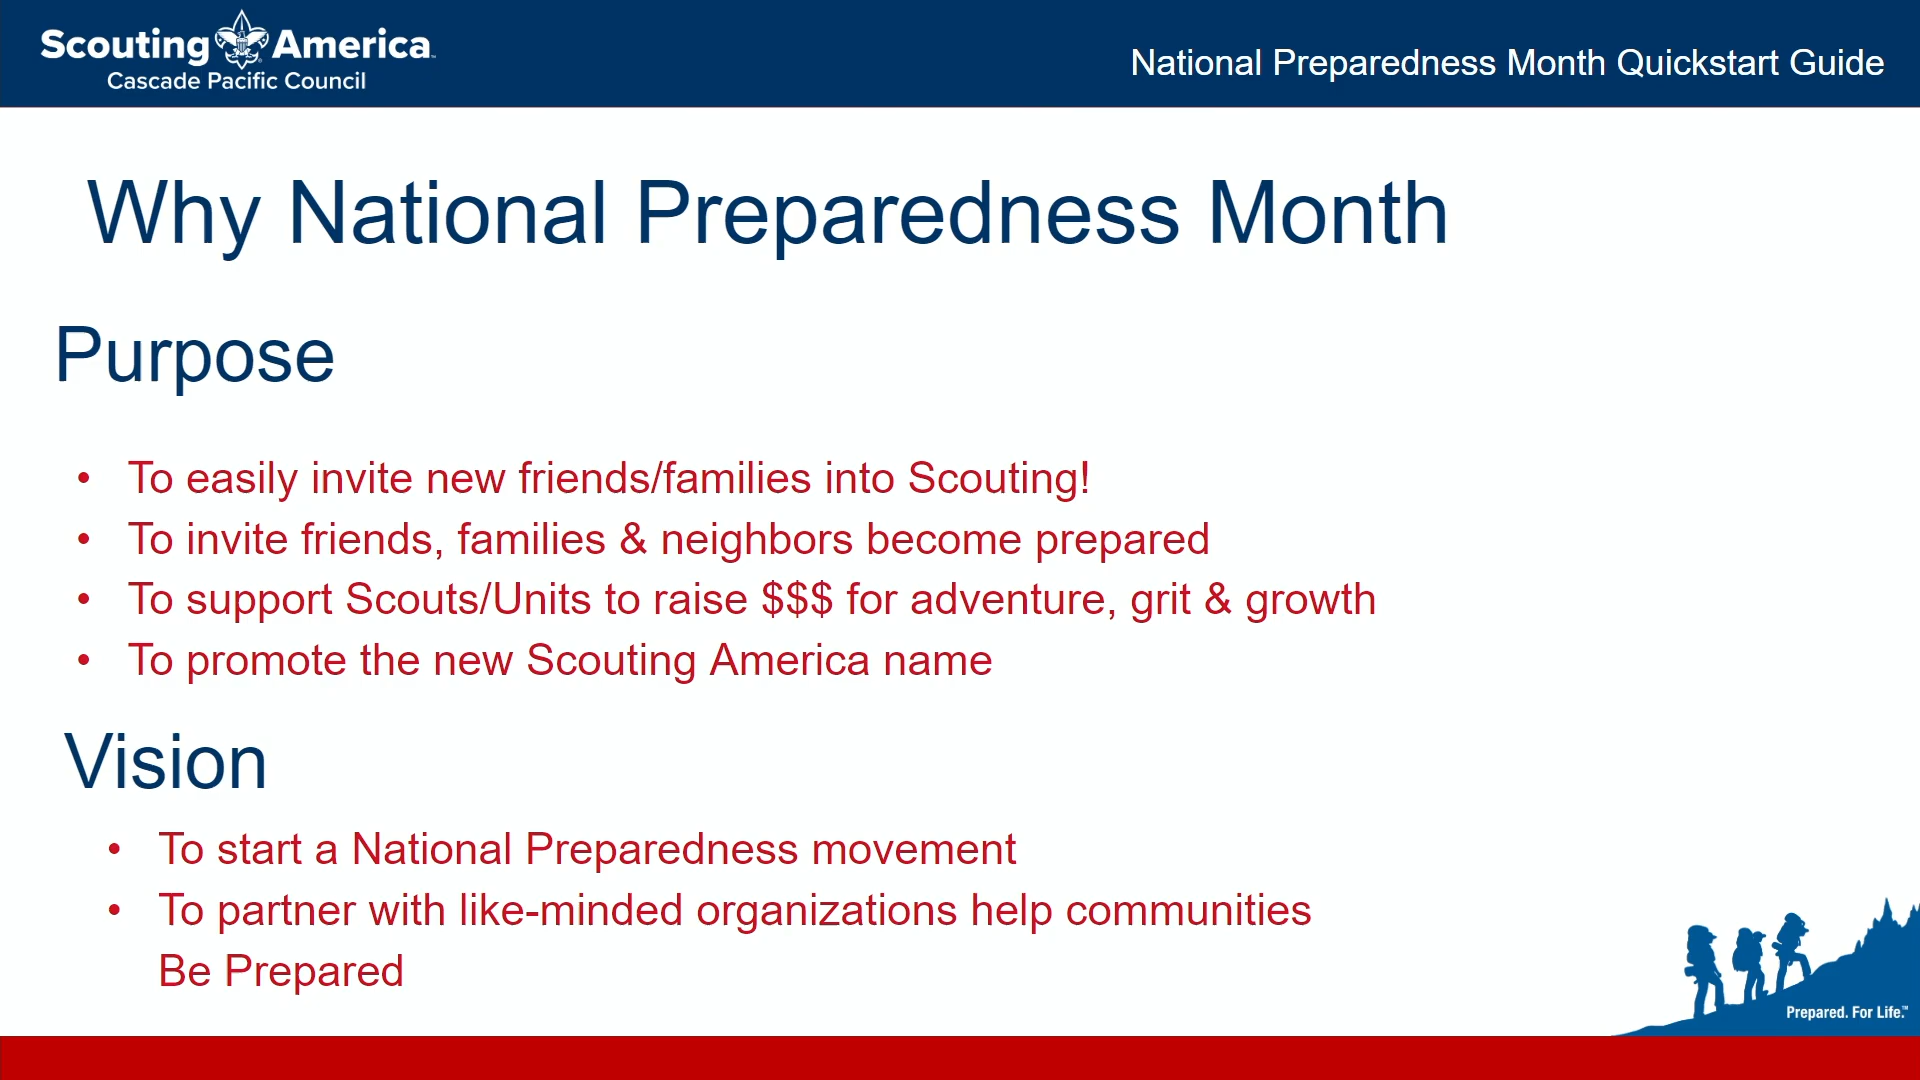 Scouting America
Cascade Pacific Council
National Preparedness Month Quickstart Guide
Why National Preparedness Month
Purpose
• To easily invite new friends/families into Scouting!
• To invite friends, families & neighbors become prepared
• To support Scouts/Units to raise $$$ for adventure, grit & growth
• To promote the new Scouting America name
Vision
• To start a National Preparedness movement
• To partner with like-minded organizations help communities
Be Prepared
Prepared. For Life.™